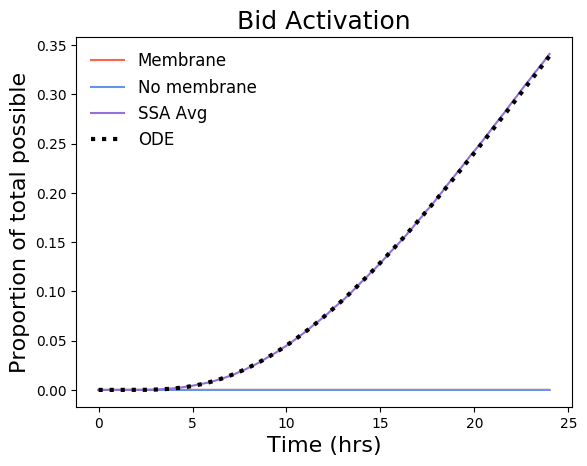 Bid Activation
Proportion of total possible
0.35
0.30
0.25
0.20
0.15
0.10
0.05
0.00
Membrane
No membrane
SSA Avg
ODE
0 5 10 15 20 25
Time (hrs)